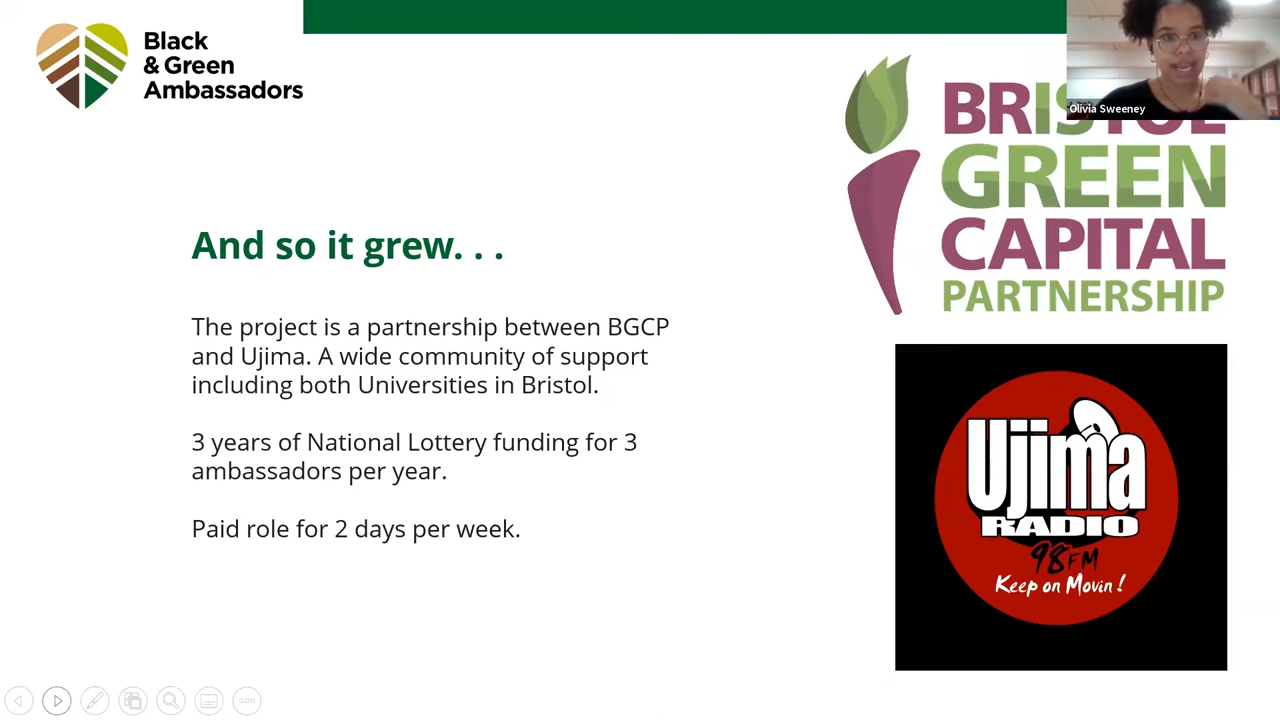 Black
& Green
Ambassadors
Olivia Sweeney
GREEN
CAPITAL
PARTNERSHIP
And so it grew. . .
The project is a partnership between BGCP
and Ujima. A wide community of support
including both Universities in Bristol.
3 years of National Lottery funding for 3
ambassadors per year.
Paid role for 2 days per week.
Ujima
RADIO
98 FM
Keep on Movin!